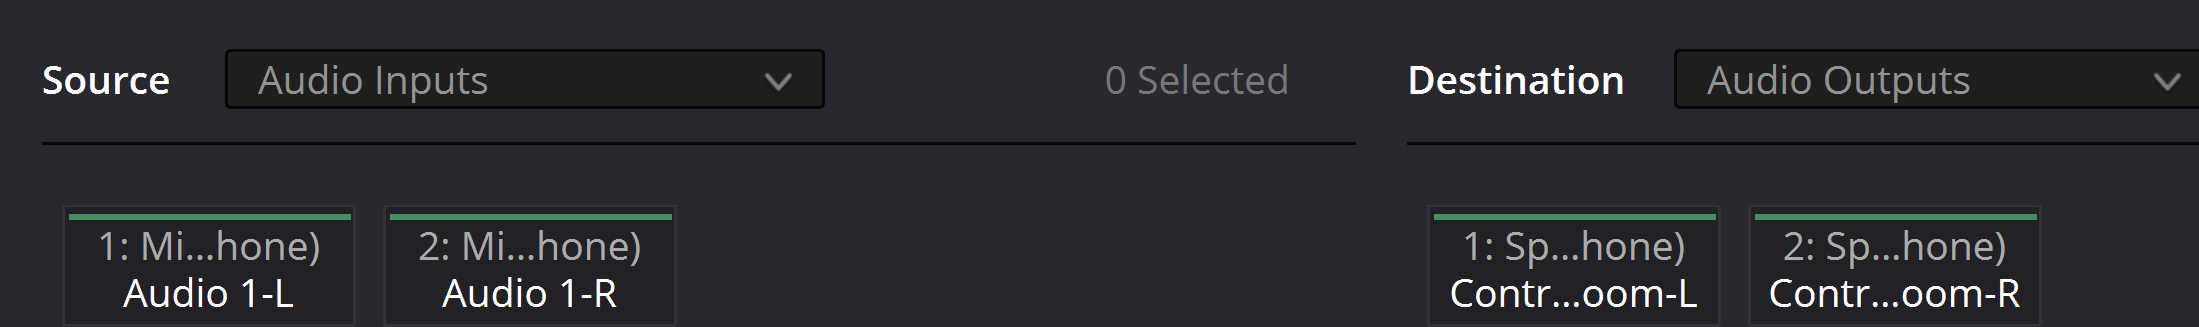 Source Audio Inputs 0 Selected Destination Audio Outputs
1: Mi...hone) 2: Mi...hone) 1: Sp...hone) 2: Sp...hone)
Audio 1-L Audio 1-R Contr...oom-L Contr...oom-R